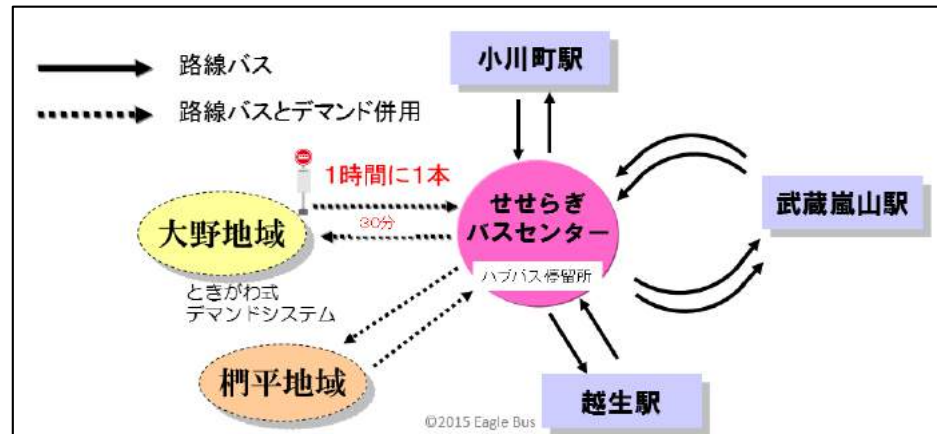 路線バス
路線バスとデマンド併用
小川町駅
1時間に1本
30分
大野地域
せせらぎ
バスセンター
ハブバス停留所
武蔵嵐山駅
ときがわ式
デマンドシステム
椚平地域
越生駅
©2015 Eagle Bus